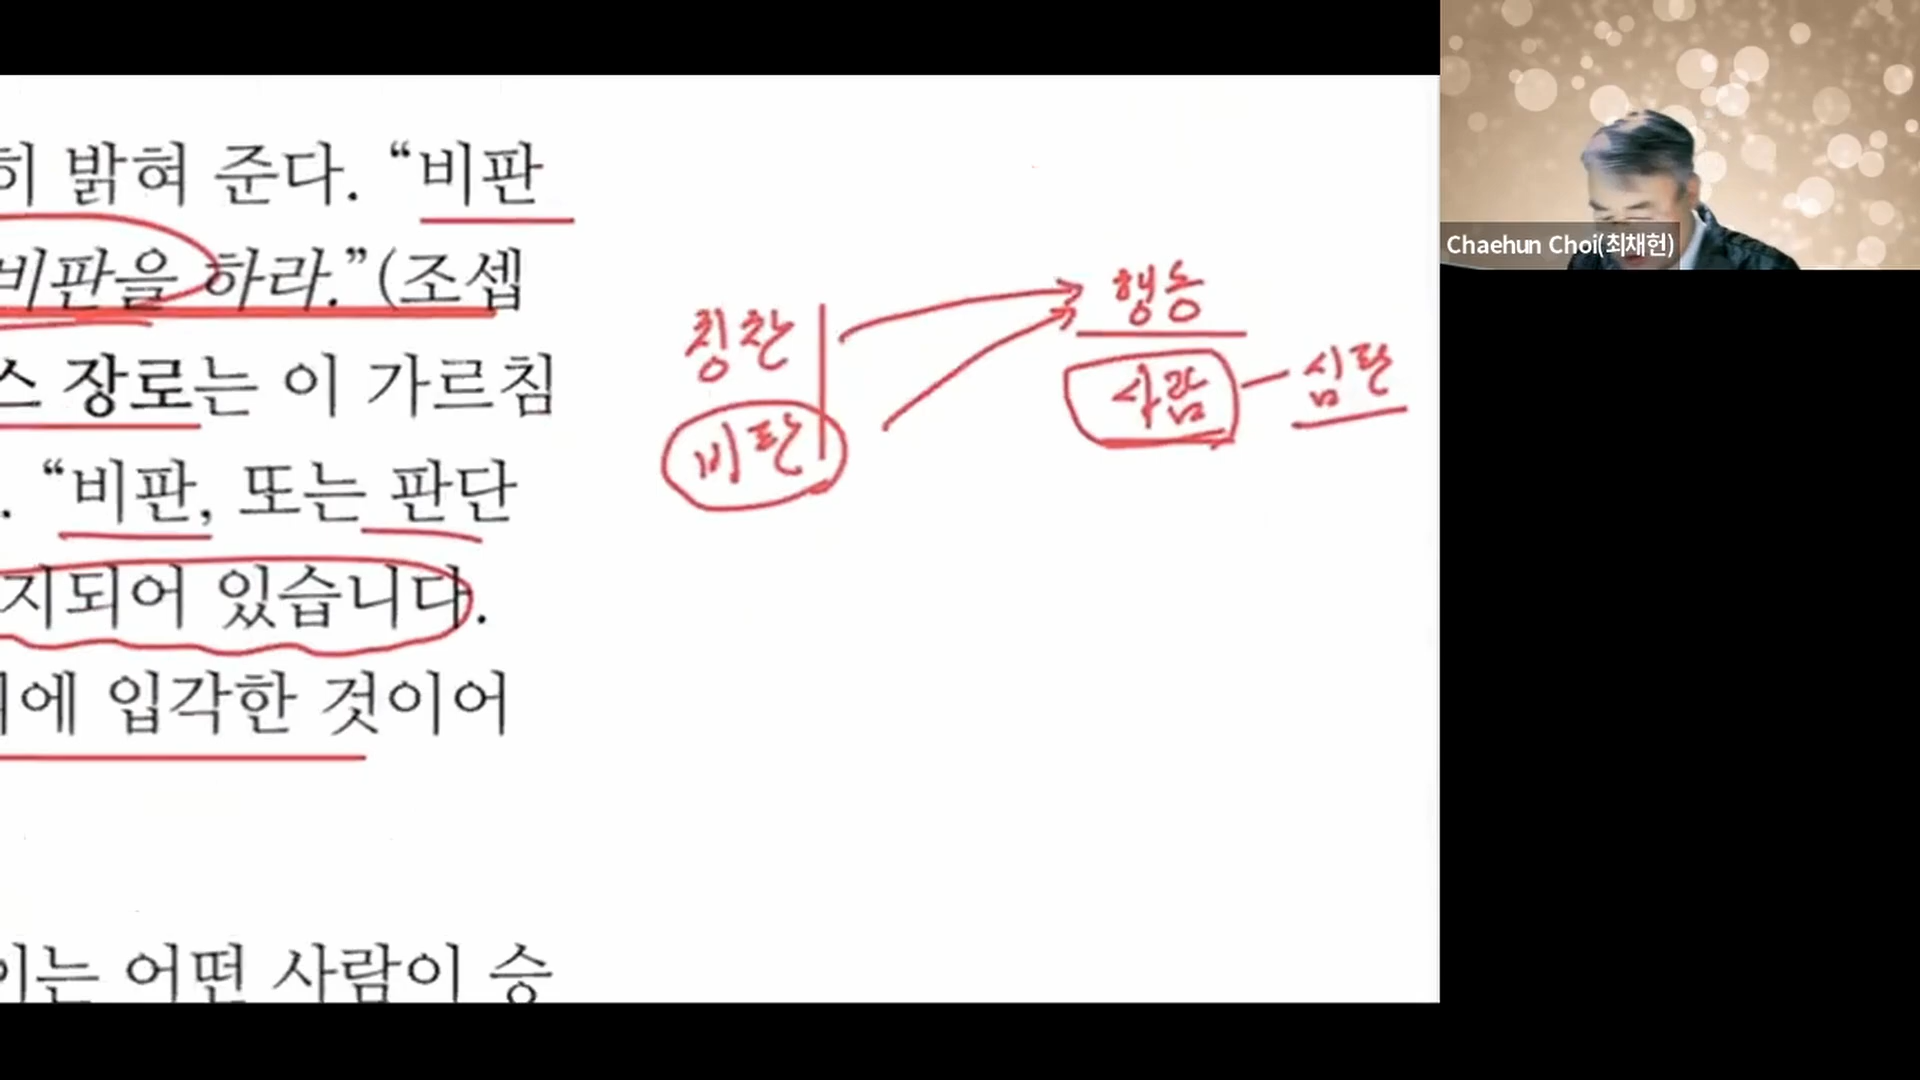 히 밝혀 준다. “비판
비판을 하라.”(조셉
스 장로는 이 가르침
. “비판, 또는 판단
지되어 있습니다.
에 입각한 것이어
이는 어떤 사람이 승
칭찬
비판
행동
사람 - 심판
Chaehun Choi(최채헌)